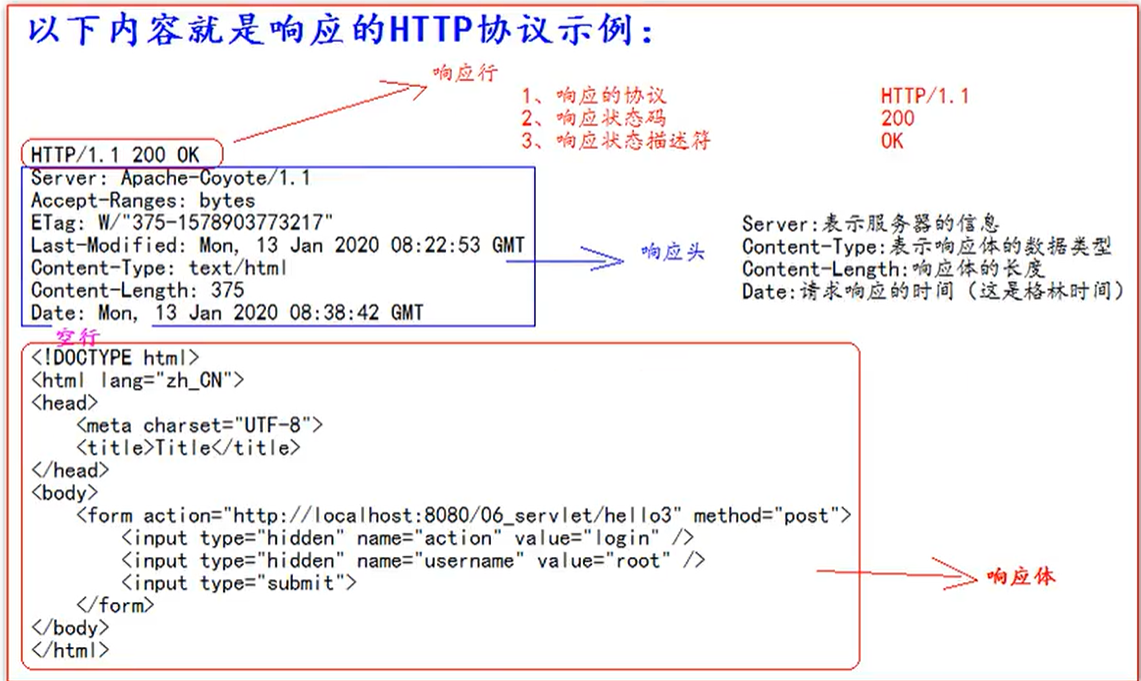 以下内容就是响应的HTTP协议示例：
响应行
1、响应的协议 HTTP/1.1
2、响应状态码 200
3、响应状态描述符 OK
HTTP/1.1 200 OK
Server: Apache-Coyote/1.1
Accept-Ranges: bytes
ETag: W/"375-1578903773217"
Last-Modified: Mon, 13 Jan 2020 08:22:53 GMT
Content-Type: text/html
Content-Length: 375
Date: Mon, 13 Jan 2020 08:38:42 GMT
响应头
Server:表示服务器的信息
Content-Type:表示响应体的数据类型
Content-Length:响应体的长度
Date:请求响应的时间（这是格林时间）
空行
<!DOCTYPE html>
<html lang="zh_CN">
<head>
<meta charset="UTF-8">
<title>Title</title>
</head>
<body>
<form action="http://localhost:8080/06_servlet/hello3" method="post">
<input type="hidden" name="action" value="login" />
<input type="hidden" name="username" value="root" />
<input type="submit">
</form>
</body>
</html>
响应体